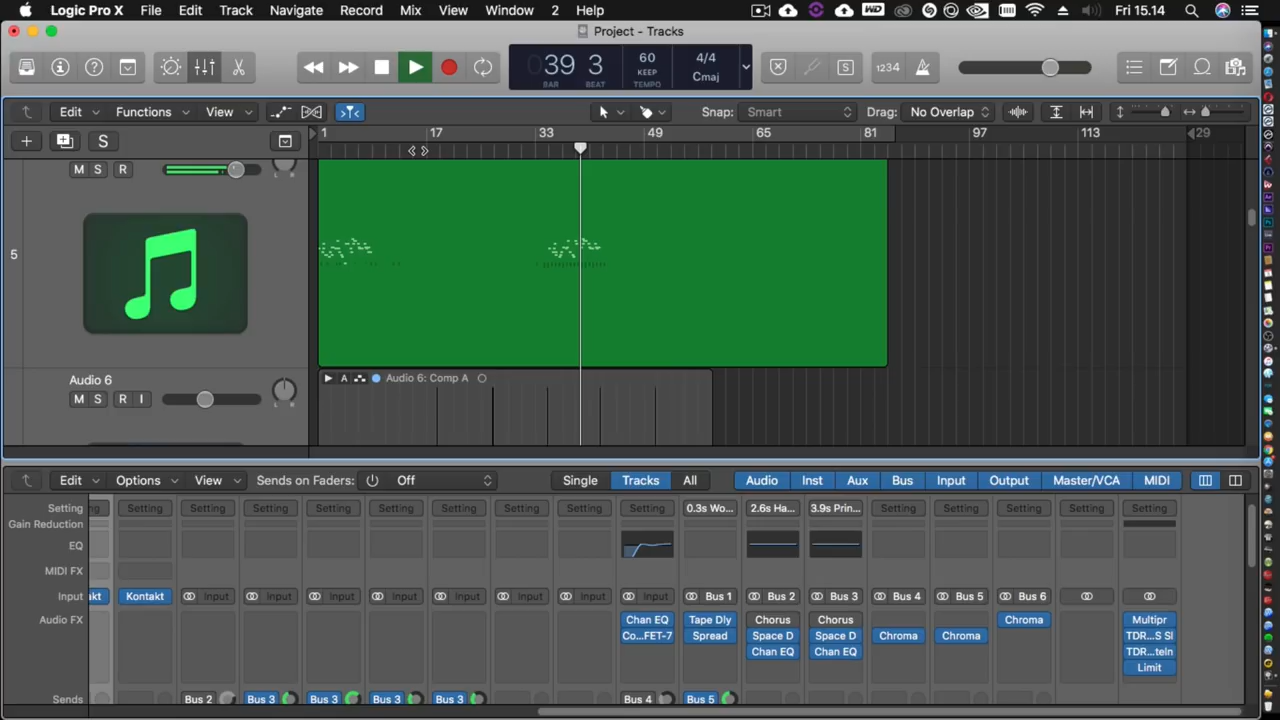 Logic Pro X File Edit Track Navigate Record Mix View Window 2 Help WD Fri 15.14
Project - Tracks
39 3 60 4/4
KEEP
BAR BEAT TEMPO Cmaj
1234
Edit Functions View Snap: Smart Drag: No Overlap
S 1 17 33 49 65 81 97 113 29
M S R
5
Audio 6
A Audio 6: Comp A
M S R I
Edit Options View Sends on Faders: Off Single Tracks All Audio Inst Aux Bus Input Output Master/VCA MIDI
Setting Setting Setting Setting Setting Setting Setting Setting Setting 0.3s Wo... 2.6s Ha... 3.9s Prin... Setting Setting Setting Setting Setting
Gain Reduction
EQ
MIDI FX
Input akt Kontakt Input Input Input Input Input Input Input Input Bus 1 Bus 2 Bus 3 Bus 4 Bus 5 Bus 6
Audio FX Chan EQ Tape Dly Chorus Chorus Chroma Multipr
Co...FET-7 Spread Space D Space D Chroma Chroma TDR...S Sl
Chan EQ Chan EQ TDR...teln
Limit
Sends Bus 2 Bus 3 Bus 3 Bus 3 Bus 3 Bus 4 Bus 5